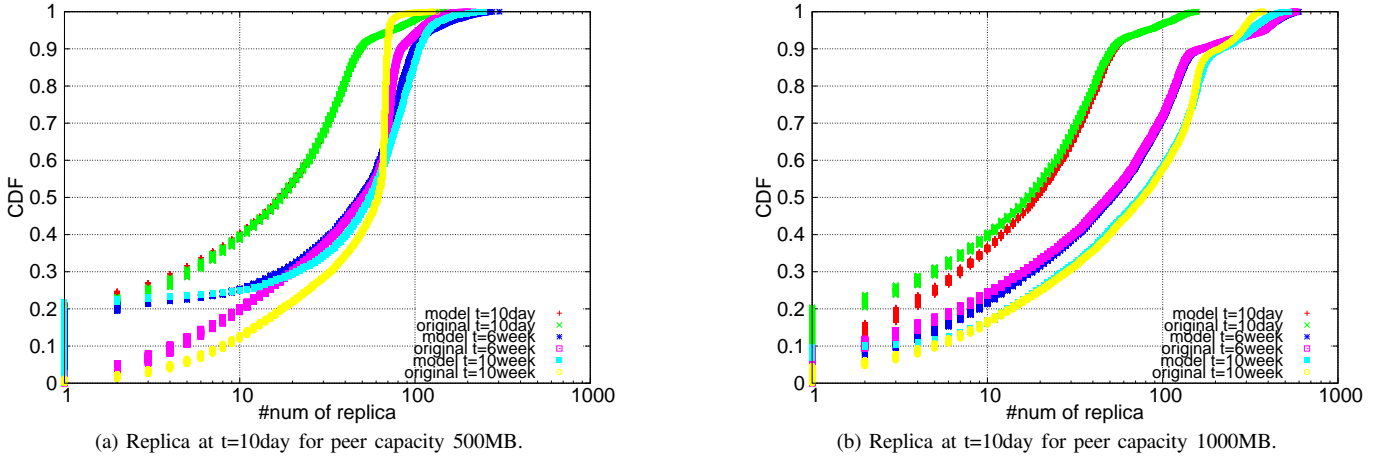 1
0.9
0.8
0.7
0.6
0.5
0.4
0.3
0.2
0.1
0
CDF
1
10
100
1000
#num of replica
model t=10day
original t=10day
model t=6week
original t=6week
model t=10week
original t=10week
(a) Replica at t=10day for peer capacity 500MB.
1
0.9
0.8
0.7
0.6
0.5
0.4
0.3
0.2
0.1
0
CDF
1
10
100
1000
#num of replica
model t=10day
original t=10day
model t=6week
original t=6week
model t=10week
original t=10week
(b) Replica at t=10day for peer capacity 1000MB.